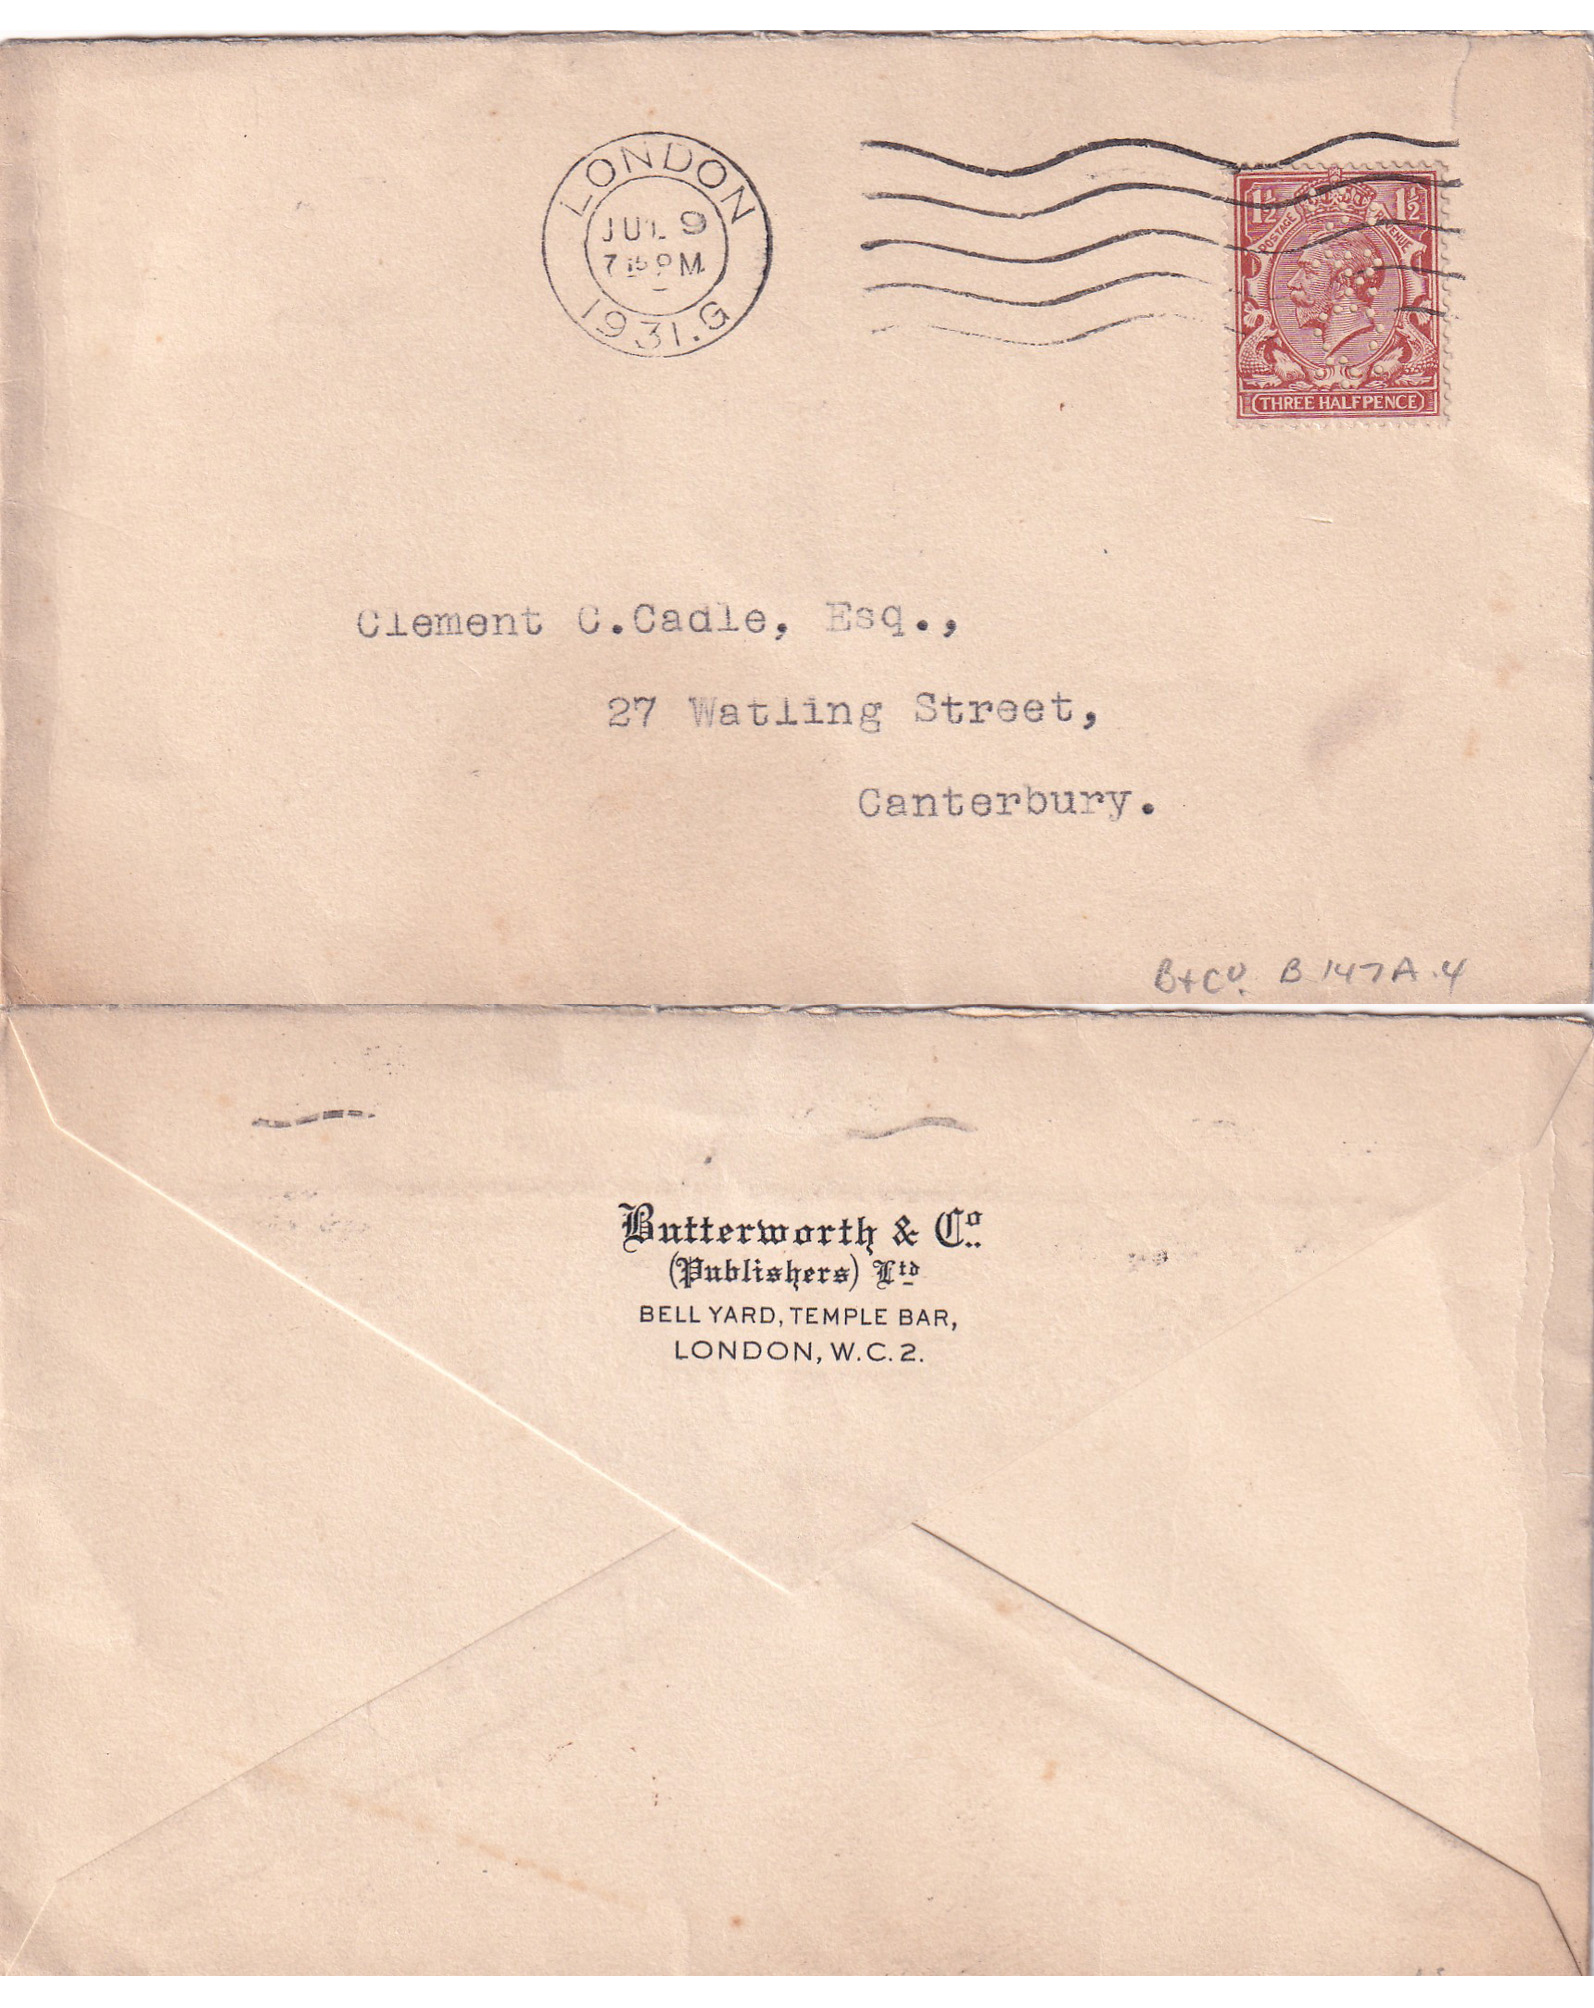 LONDON
JUL 9
7 15 PM
1931.G
1½ 1½
POSTAGE REVENUE
THREE HALFPENCE
Clement C.Cadle, Esq.,
27 Watling Street,
Canterbury.
B+Co. B 147A.4
Butterworth & Co.
(Publishers) Ltd
BELL YARD, TEMPLE BAR,
LONDON, W.C.2.